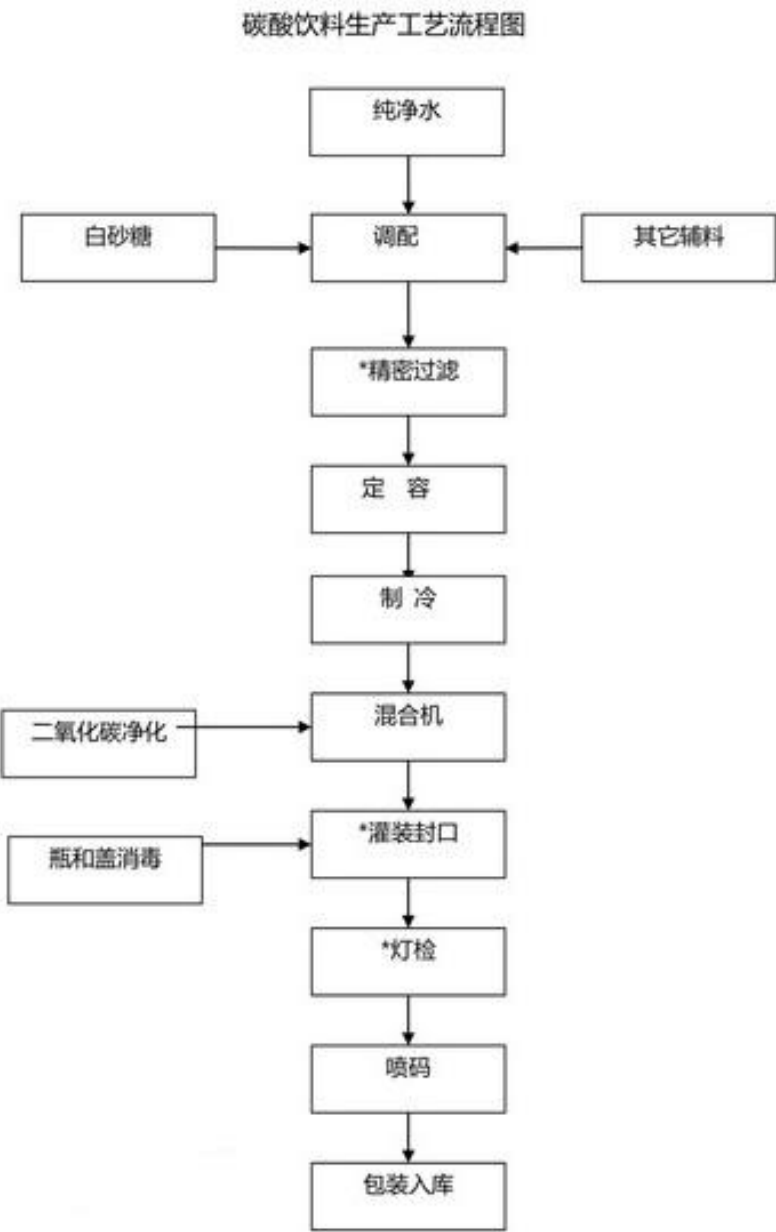 碳酸饮料生产工艺流程图
纯净水
白砂糖
调配
其它辅料
*精密过滤
定 容
制 冷
混合机
二氧化碳净化
*灌装封口
瓶和盖消毒
*灯检
喷码
包装入库